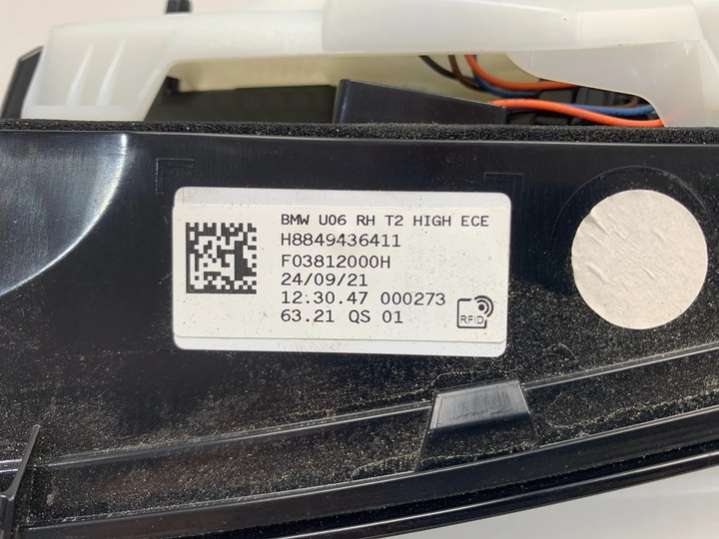 BMW U06 RH T2 HIGH ECE
H8849436411
F03812000H
24/09/21
12.30.47 000273
63.21 QS 01
RFID